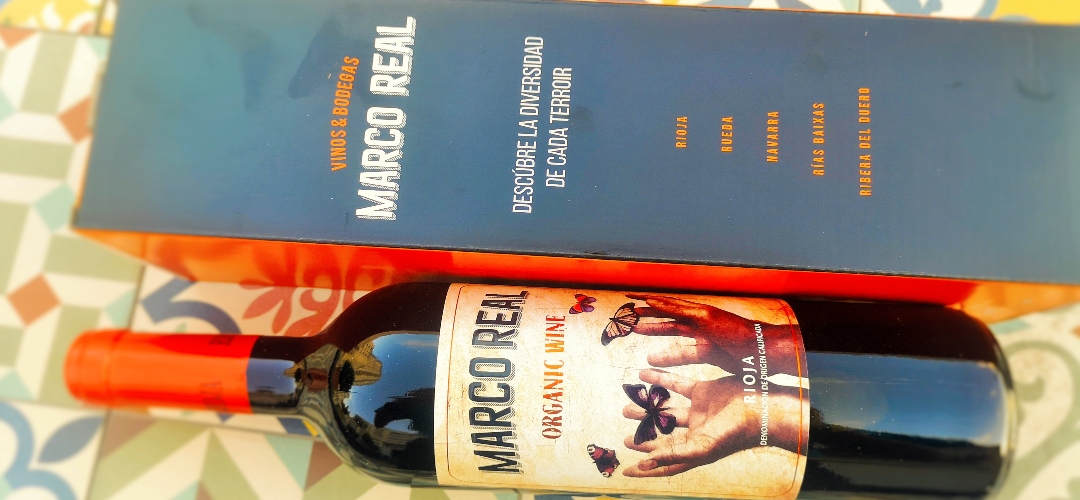 VINOS & BODEGAS
MARCO REAL
DESCÚBRE LA DIVERSIDAD
DE CADA TERROIR
RIOJA
RUEDA
NAVARRA
RÍAS BAIXAS
RIBERA DEL DUERO
MARCO REAL
ORGANIC WINE
RIOJA
DENOMINACIÓN DE ORIGEN CALIFICADA